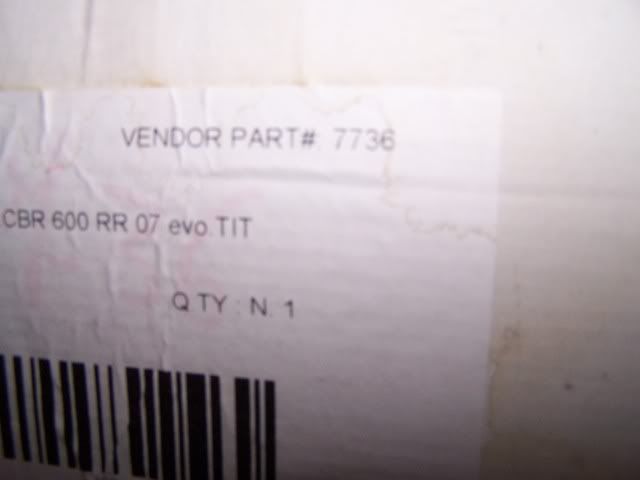 VENDOR PART# 7736
CBR 600 RR 07 evo.TIT
Q TY : N. 1